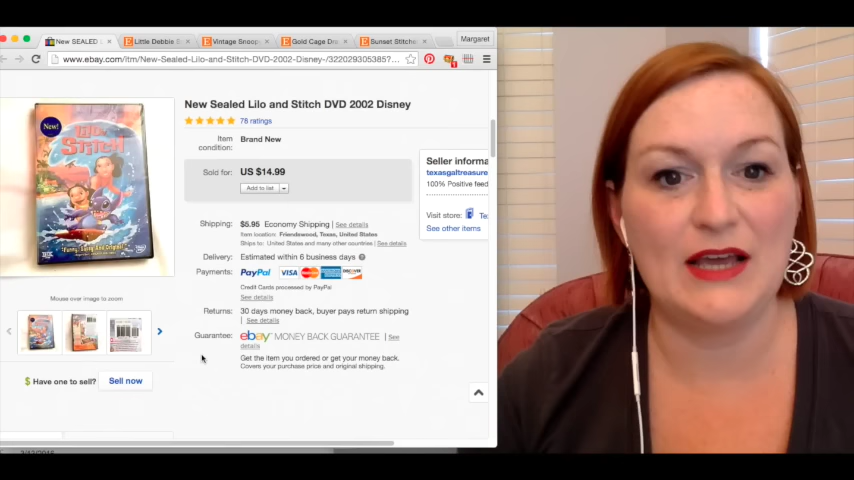 Margaret
New SEALED
Little Debbie
Vintage Snoop
Gold Cage
Sunset Stitche
www.ebay.com/itm/New-Sealed-Lilo-and-Stitch-DVD-2002-Disney-/322029305385?
New!
Lilo
Stitch
New Sealed Lilo and Stitch DVD 2002 Disney
78 ratings
Item condition: Brand New
Sold for: US $14.99
Add to list
Seller informa
texasgaltreasure
100% Positive feed
Visit store: Te
See other items
Shipping: $5.95 Economy Shipping | See details
Item location: Friendswood, Texas, United States
Ships to: United States and many other countries | See details
Delivery: Estimated within 6 business days
Payments: PayPal VISA MasterCard DISCOVER
Credit Cards processed by PayPal
See details
Mouse over image to zoom
Returns: 30 days money back, buyer pays return shipping
| See details
Guarantee: ebay MONEY BACK GUARANTEE | See
details
Get the item you ordered or get your money back.
Covers your purchase price and original shipping.
$ Have one to sell? Sell now